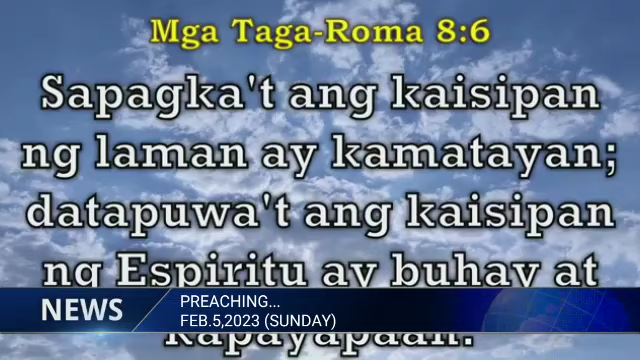 Mga Taga-Roma 8:6
Sapagka't ang kaisipan
ng laman ay kamatayan;
datapuwa't ang kaisipan
ng Espiritu ay buhay at
kapayapaan.
NEWS
PREACHING...
FEB.5,2023 (SUNDAY)